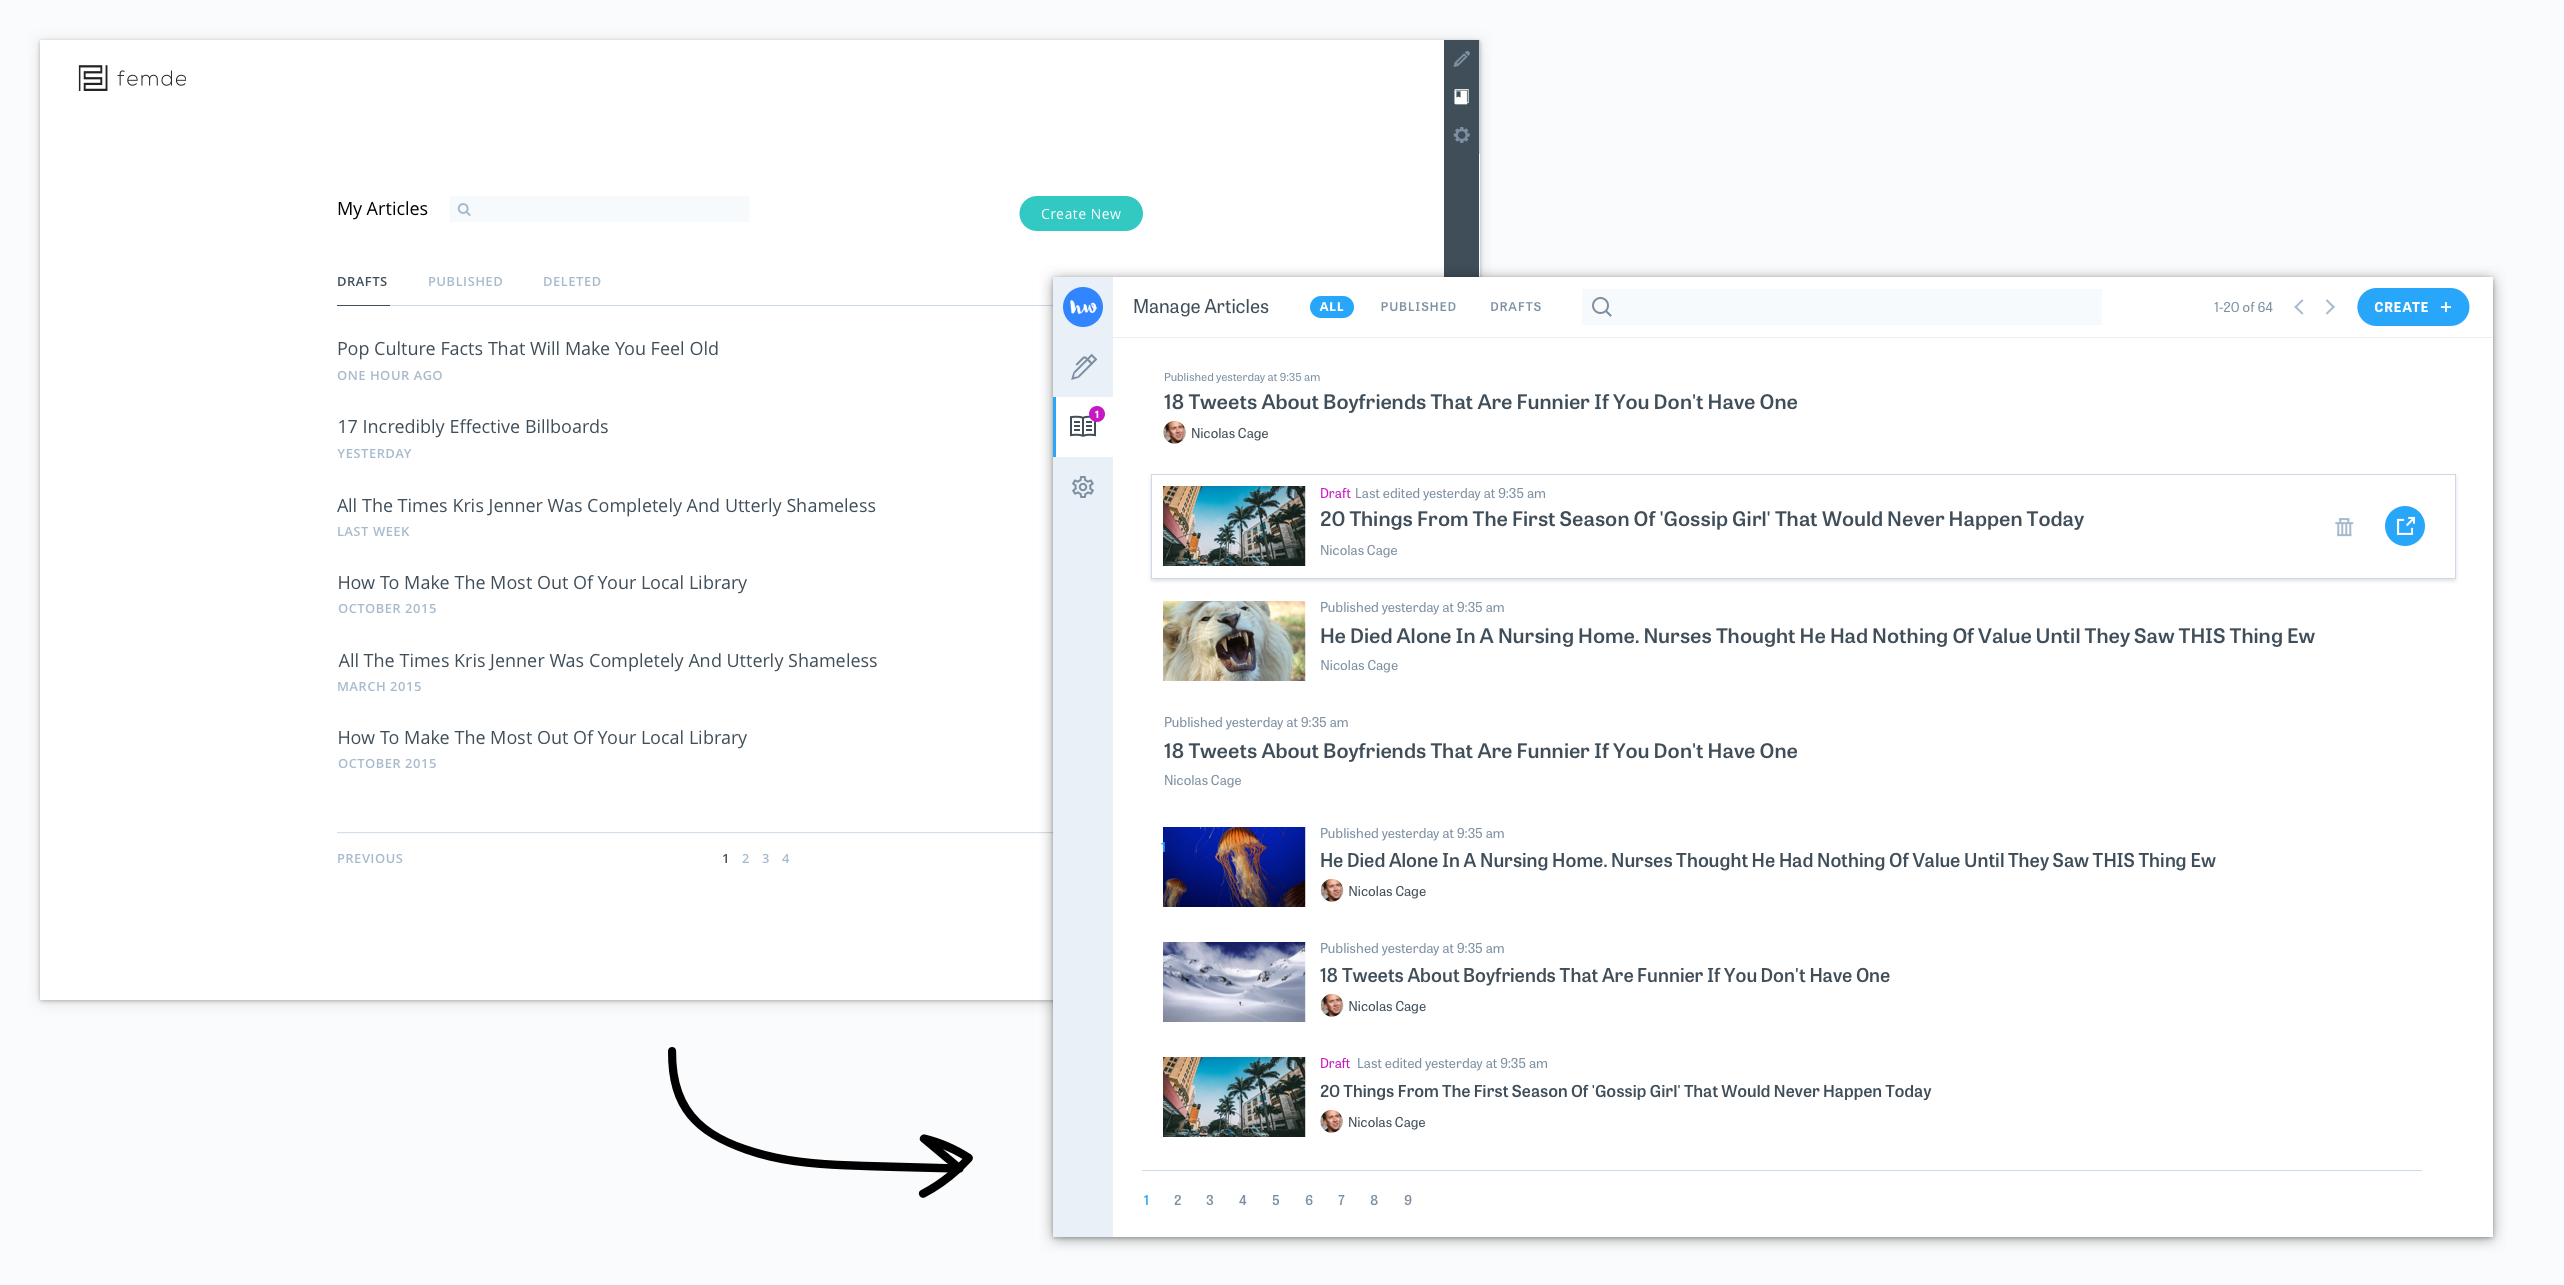 femde
My Articles
Create New
DRAFTS PUBLISHED DELETED
Pop Culture Facts That Will Make You Feel Old
ONE HOUR AGO
17 Incredibly Effective Billboards
YESTERDAY
All The Times Kris Jenner Was Completely And Utterly Shameless
LAST WEEK
How To Make The Most Out Of Your Local Library
OCTOBER 2015
All The Times Kris Jenner Was Completely And Utterly Shameless
MARCH 2015
How To Make The Most Out Of Your Local Library
OCTOBER 2015
PREVIOUS 1 2 3 4
hw
Manage Articles ALL PUBLISHED DRAFTS 1-20 of 64 CREATE +
1
Published yesterday at 9:35 am
18 Tweets About Boyfriends That Are Funnier If You Don't Have One
Nicolas Cage
Draft Last edited yesterday at 9:35 am
20 Things From The First Season Of 'Gossip Girl' That Would Never Happen Today
Nicolas Cage
Published yesterday at 9:35 am
He Died Alone In A Nursing Home. Nurses Thought He Had Nothing Of Value Until They Saw THIS Thing Ew
Nicolas Cage
Published yesterday at 9:35 am
18 Tweets About Boyfriends That Are Funnier If You Don't Have One
Nicolas Cage
Published yesterday at 9:35 am
1
He Died Alone In A Nursing Home. Nurses Thought He Had Nothing Of Value Until They Saw THIS Thing Ew
Nicolas Cage
Published yesterday at 9:35 am
18 Tweets About Boyfriends That Are Funnier If You Don't Have One
Nicolas Cage
Draft Last edited yesterday at 9:35 am
20 Things From The First Season Of 'Gossip Girl' That Would Never Happen Today
Nicolas Cage
1 2 3 4 5 6 7 8 9